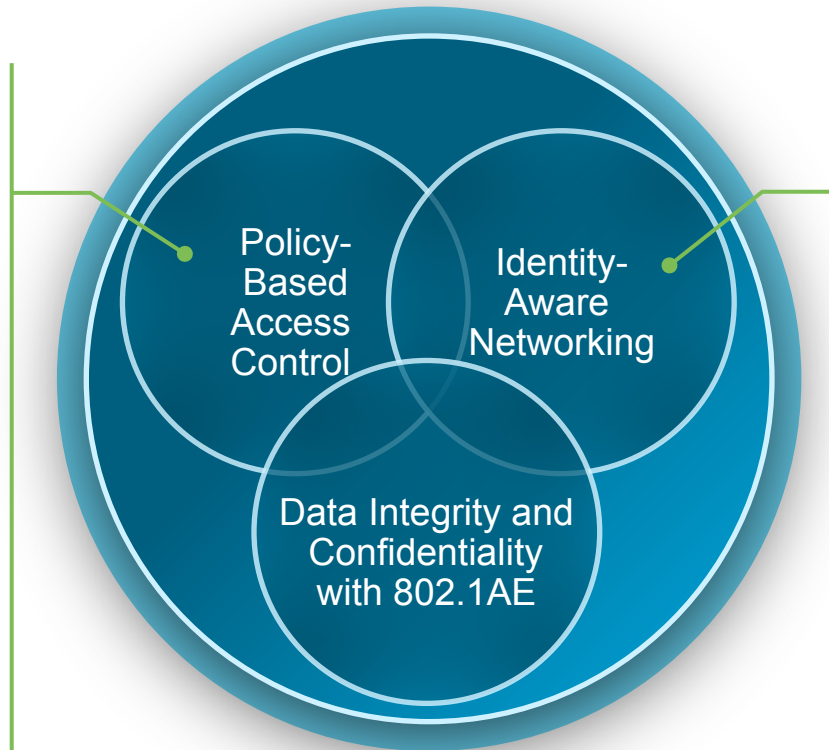 Policy-
Based
Access
Control
Identity-
Aware
Networking
Data Integrity and
Confidentiality
with 802.1AE